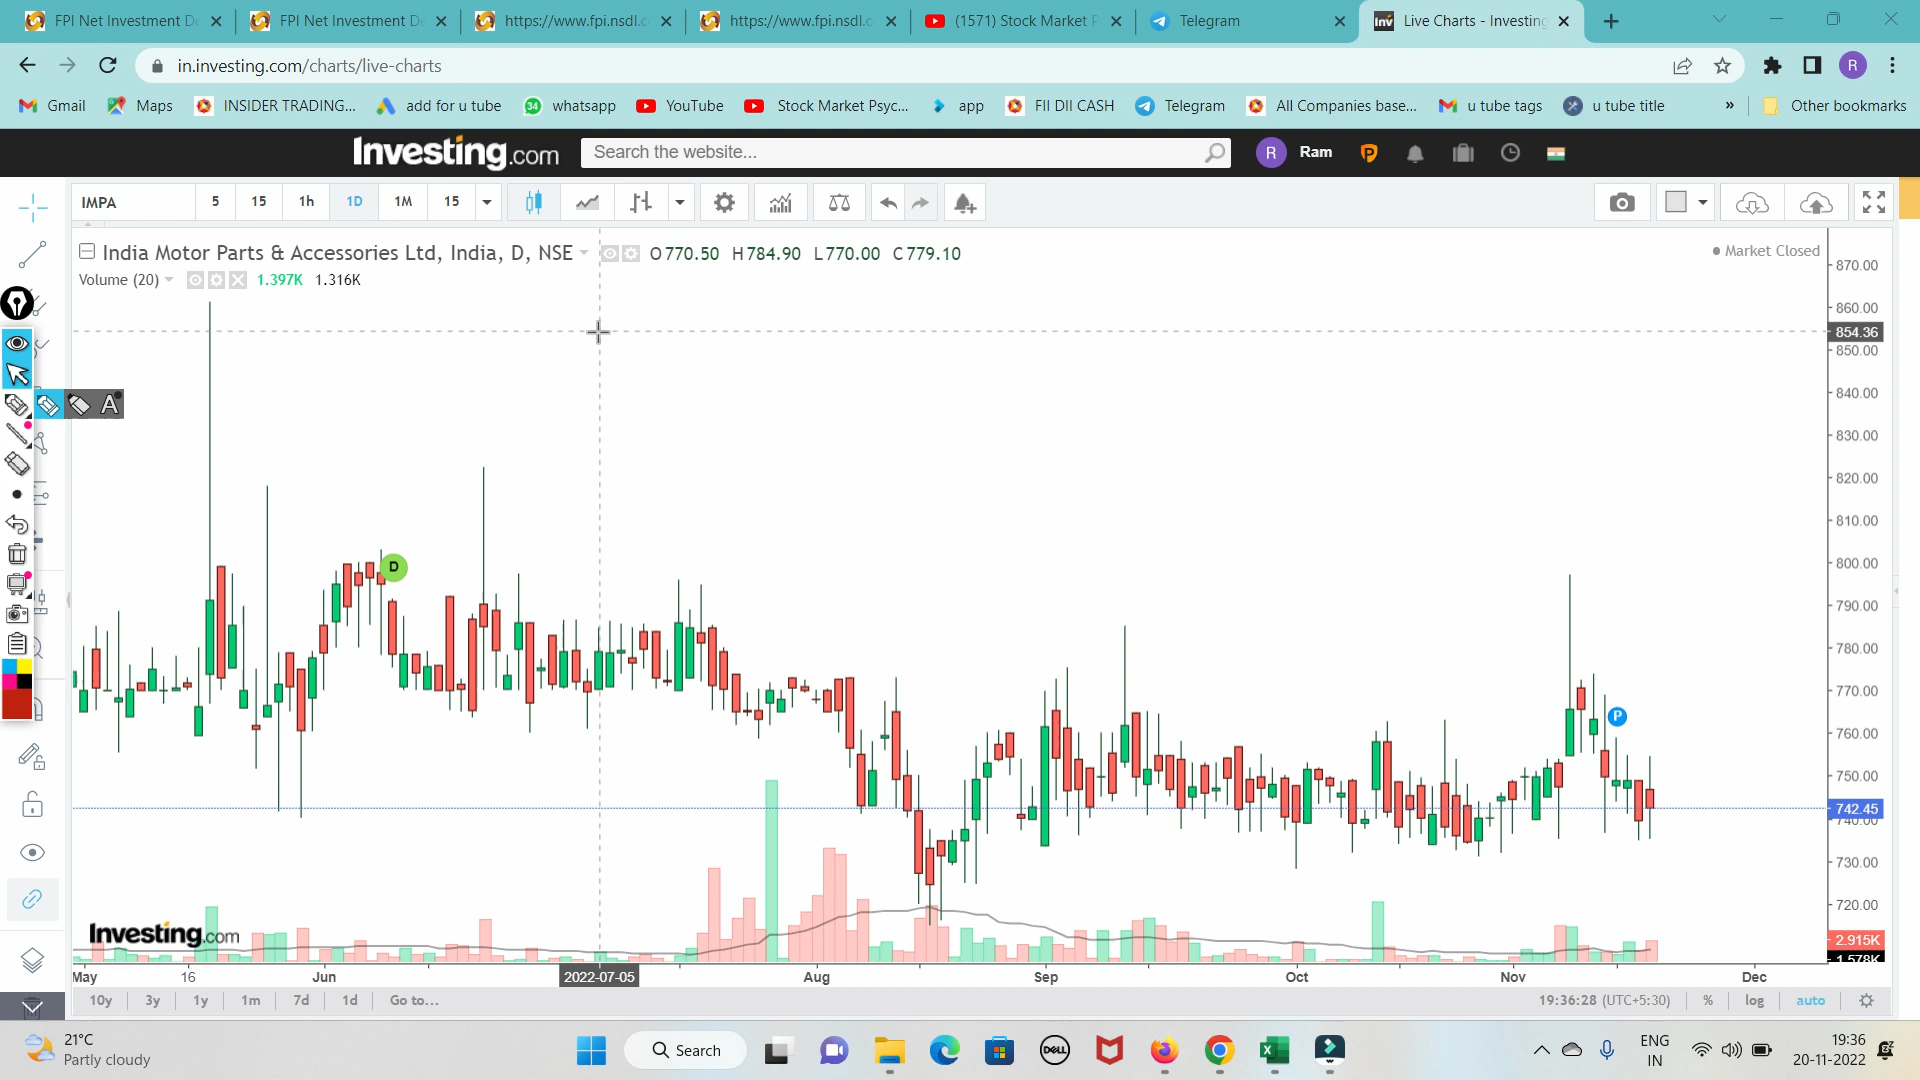 FPI Net Investment De
FPI Net Investment De
https://www.fpi.nsdl.c
https://www.fpi.nsdl.c
(1571) Stock Market P
Telegram
Live Charts - Investing
in.investing.com/charts/live-charts
R
Gmail
Maps
INSIDER TRADING...
add for u tube
34
whatsapp
YouTube
Stock Market Psyc...
app
FII DII CASH
Telegram
All Companies base...
u tube tags
u tube title
»
Other bookmarks
Investing.com
Search the website...
R
Ram
IMPA
5
15
1h
1D
1M
15
India Motor Parts & Accessories Ltd, India, D, NSE
O 770.50 H 784.90 L 770.00 C 779.10
Market Closed
Volume (20)
1.397K 1.316K
870.00
860.00
854.36
850.00
840.00
830.00
820.00
810.00
800.00
790.00
780.00
770.00
760.00
750.00
742.45
740.00
730.00
720.00
2.915K
1.578K
A
D
P
Investing.com
May
16
Jun
2022-07-05
Aug
Sep
Oct
Nov
Dec
10y
3y
1y
1m
7d
1d
Go to...
19:36:28 (UTC+5:30)
%
log
auto
21°C
Partly cloudy
Search
DELL
ENG
IN
19:36
20-11-2022